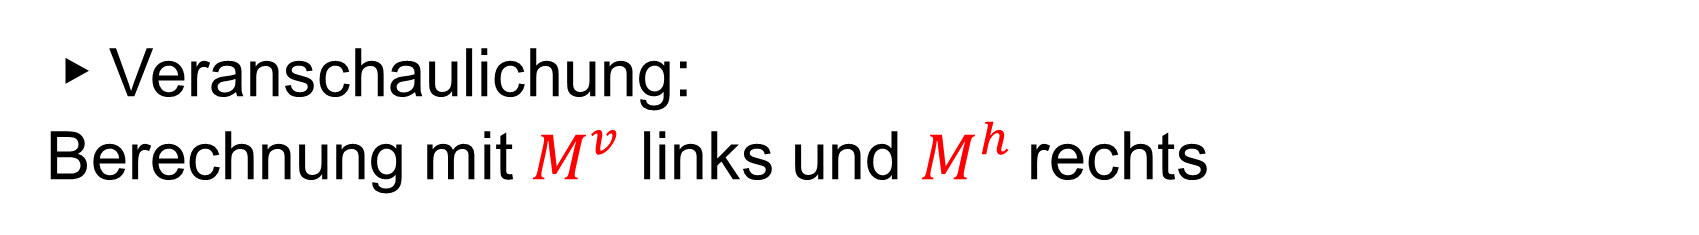 ▸ Veranschaulichung:
Berechnung mit $M^v$ links und $M^h$ rechts